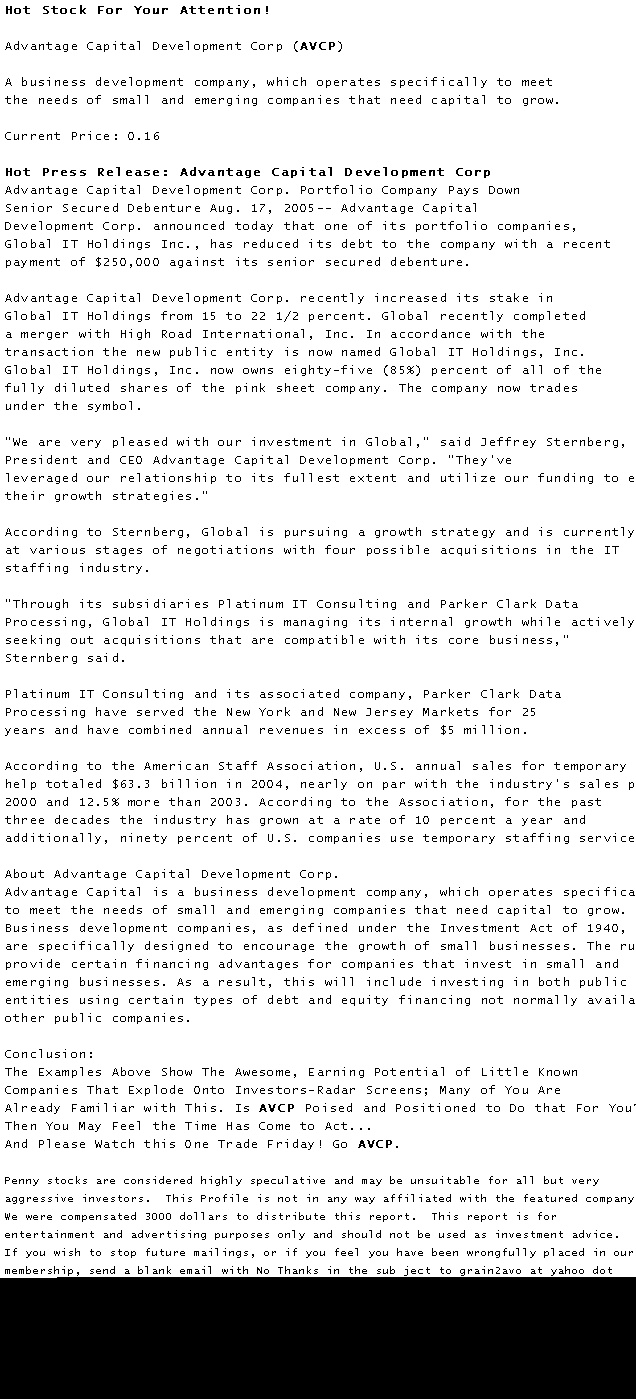 Hot Stock For Your Attention!
Advantage Capital Development Corp (AVCP)
A business development company, which operates specifically to meet
the needs of small and emerging companies that need capital to grow.
Current Price: 0.16
Hot Press Release: Advantage Capital Development Corp
Advantage Capital Development Corp. Portfolio Company Pays Down
Senior Secured Debenture Aug. 17, 2005-- Advantage Capital
Development Corp. announced today that one of its portfolio companies,
Global IT Holdings Inc., has reduced its debt to the company with a recent
payment of $250,000 against its senior secured debenture.
Advantage Capital Development Corp. recently increased its stake in
Global IT Holdings from 15 to 22 1/2 percent. Global recently completed
a merger with High Road International, Inc. In accordance with the
transaction the new public entity is now named Global IT Holdings, Inc.
Global IT Holdings, Inc. now owns eighty-five (85%) percent of all of the
fully diluted shares of the pink sheet company. The company now trades
under the symbol.
"We are very pleased with our investment in Global," said Jeffrey Sternberg,
President and CEO Advantage Capital Development Corp. "They've
leveraged our relationship to its fullest extent and utilize our funding to e
their growth strategies."
According to Sternberg, Global is pursuing a growth strategy and is currently
at various stages of negotiations with four possible acquisitions in the IT
staffing industry.
"Through its subsidiaries Platinum IT Consulting and Parker Clark Data
Processing, Global IT Holdings is managing its internal growth while actively
seeking out acquisitions that are compatible with its core business,"
Sternberg said.
Platinum IT Consulting and its associated company, Parker Clark Data
Processing have served the New York and New Jersey Markets for 25
years and have combined annual revenues in excess of $5 million.
According to the American Staff Association, U.S. annual sales for temporary
help totaled $63.3 billion in 2004, nearly on par with the industry's sales p
2000 and 12.5% more than 2003. According to the Association, for the past
three decades the industry has grown at a rate of 10 percent a year and
additionally, ninety percent of U.S. companies use temporary staffing service
About Advantage Capital Development Corp.
Advantage Capital is a business development company, which operates specifica
to meet the needs of small and emerging companies that need capital to grow.
Business development companies, as defined under the Investment Act of 1940,
are specifically designed to encourage the growth of small businesses. The ru
provide certain financing advantages for companies that invest in small and
emerging businesses. As a result, this will include investing in both public
entities using certain types of debt and equity financing not normally availa
other public companies.
Conclusion:
The Examples Above Show The Awesome, Earning Potential of Little Known
Companies That Explode Onto Investors-Radar Screens; Many of You Are
Already Familiar with This. Is AVCP Poised and Positioned to Do that For You?
Then You May Feel the Time Has Come to Act...
And Please Watch this One Trade Friday! Go AVCP.
Penny stocks are considered highly speculative and may be unsuitable for all but very
aggressive investors. This Profile is not in any way affiliated with the featured company
We were compensated 3000 dollars to distribute this report. This report is for
entertainment and advertising purposes only and should not be used as investment advice.
If you wish to stop future mailings, or if you feel you have been wrongfully placed in our
membership, send a blank email with No Thanks in the sub ject to grain2avo at yahoo dot